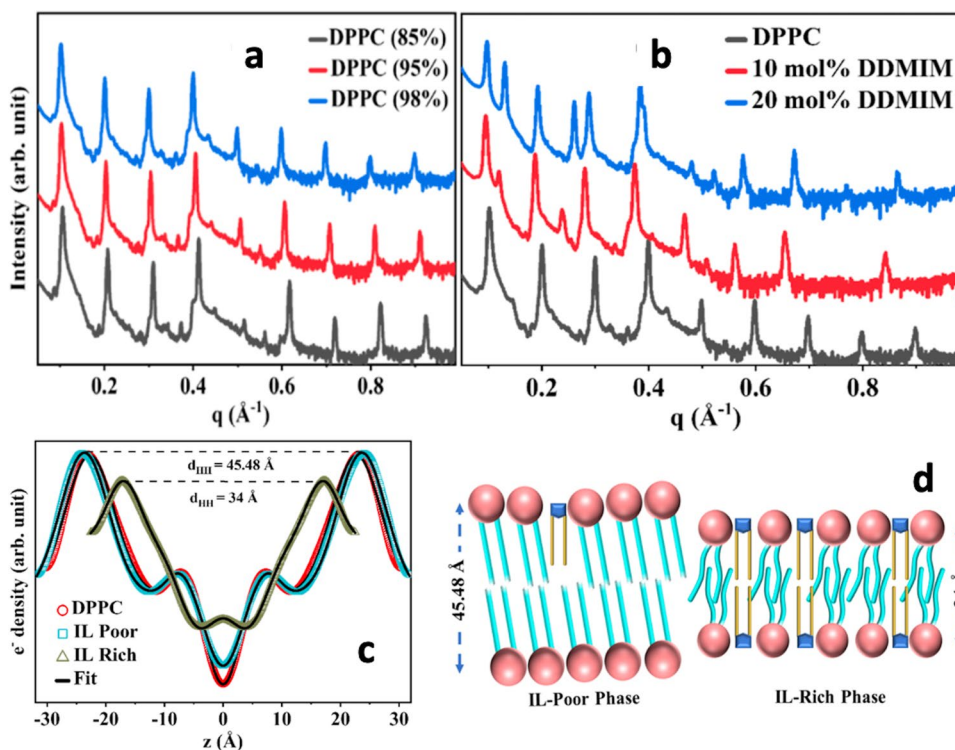 a
DPPC (85%)
DPPC (95%)
DPPC (98%)
Intensity (arb. unit)
0.2 0.4 0.6 0.8
q (Å⁻¹)
b
DPPC
10 mol% DDMIM
20 mol% DDMIM
0.2 0.4 0.6 0.8
q (Å⁻¹)
e⁻ density (arb. unit)
d_HH = 45.48 Å
d_HH = 34 Å
DPPC
IL Poor
IL Rich
Fit
c
-30 -20 -10 0 10 20 30
z (Å)
d
45.48 Å
IL-Poor Phase
IL-Rich Phase